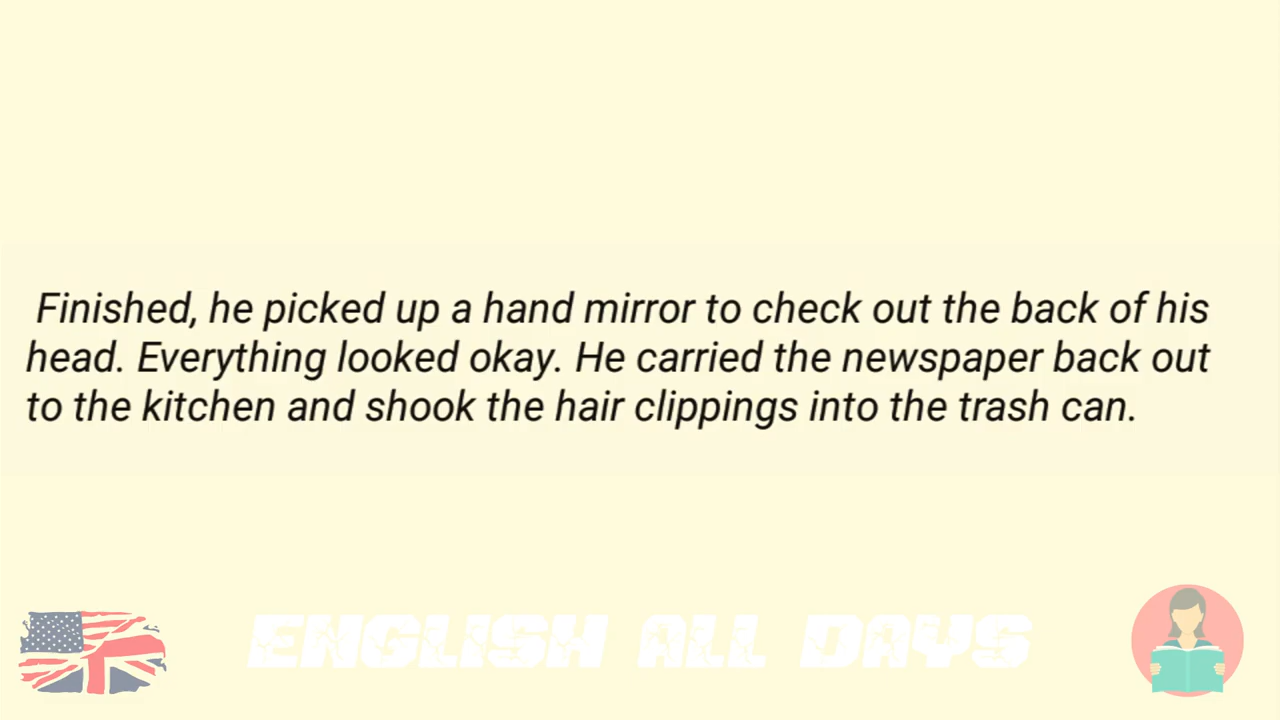 Finished, he picked up a hand mirror to check out the back of his
head. Everything looked okay. He carried the newspaper back out
to the kitchen and shook the hair clippings into the trash can.
ENGLISH ALL DAYS